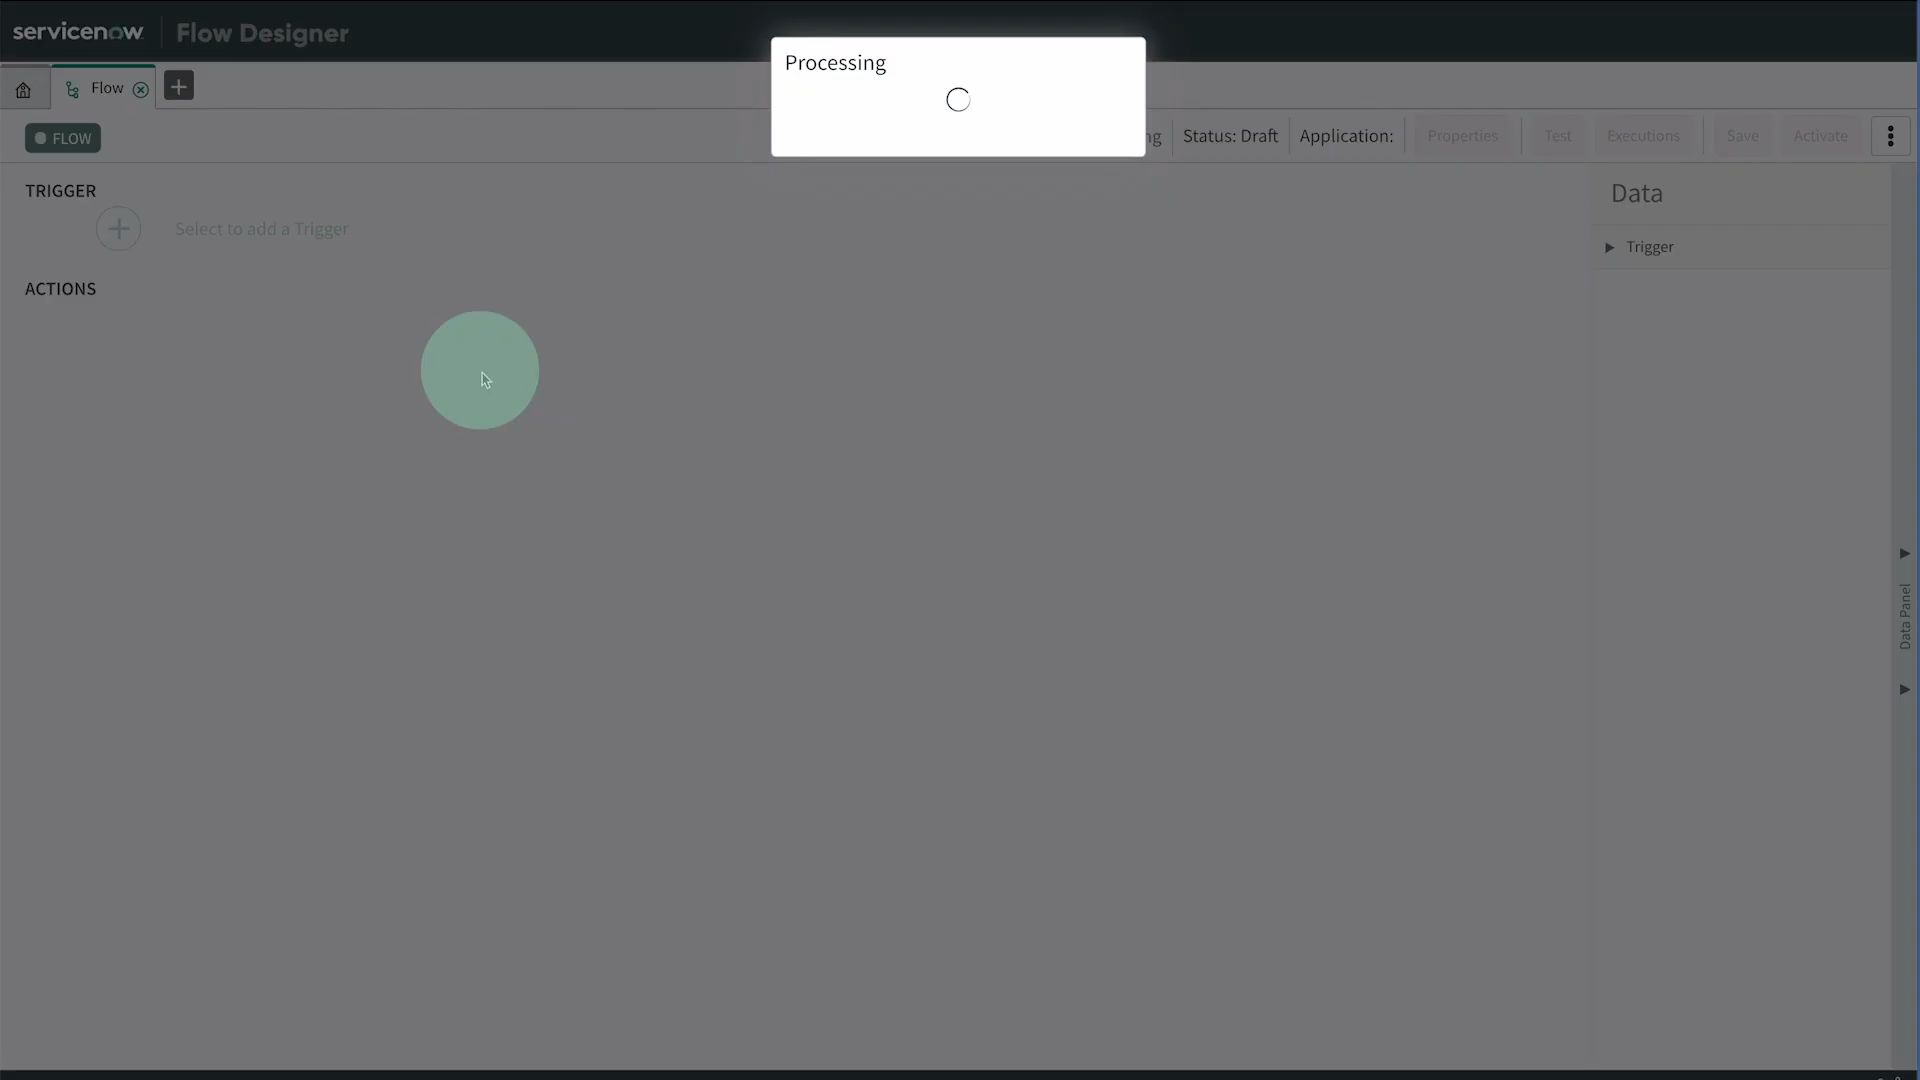 servicenow
Flow Designer
Processing
Flow
FLOW
Status: Draft
Application:
Properties
Test
Executions
Save
Activate
TRIGGER
Select to add a Trigger
ACTIONS
Data
Trigger
Data Panel